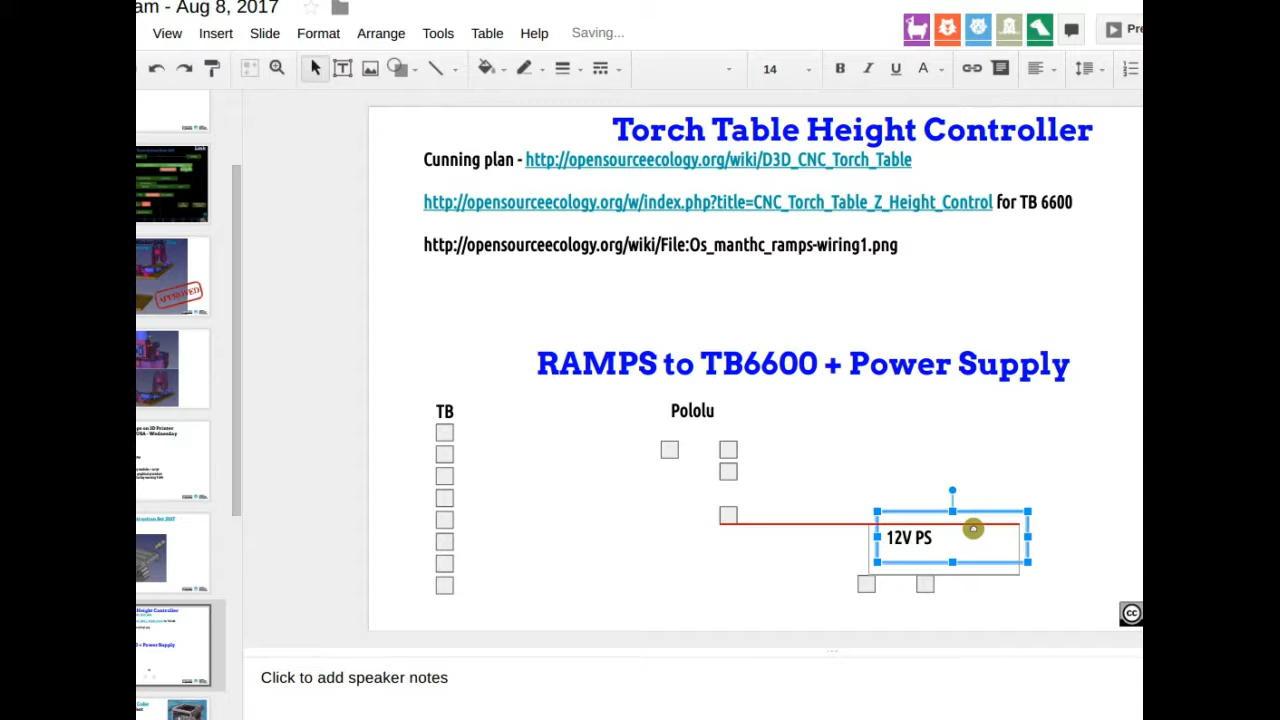 am - Aug 8, 2017
View Insert Slide Format Arrange Tools Table Help Saving...
Pre
14 B I U A
Torch Table Height Controller
Cunning plan - http://opensourceecology.org/wiki/D3D_CNC_Torch_Table
http://opensourceecology.org/w/index.php?title=CNC_Torch_Table_Z_Height_Control for TB 6600
http://opensourceecology.org/wiki/File:Os_manthc_ramps-wiring1.png
RAMPS to TB6600 + Power Supply
TB
Pololu
12V PS
APPROVED
Click to add speaker notes